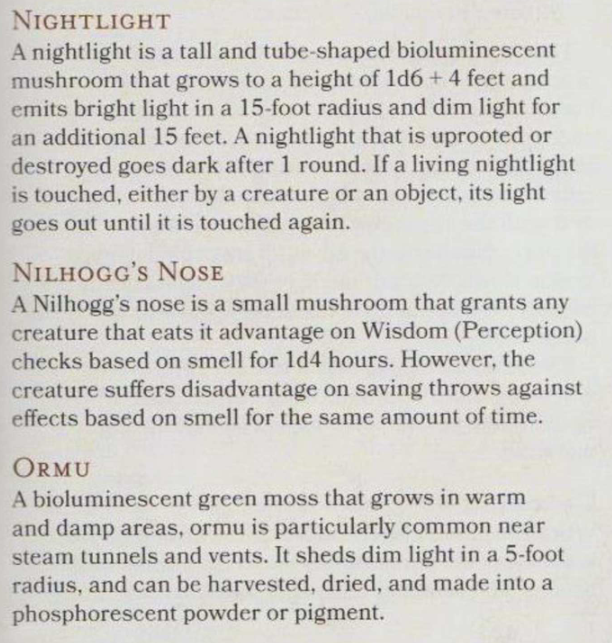 NIGHTLIGHT
A nightlight is a tall and tube-shaped bioluminescent
mushroom that grows to a height of 1d6 + 4 feet and
emits bright light in a 15-foot radius and dim light for
an additional 15 feet. A nightlight that is uprooted or
destroyed goes dark after 1 round. If a living nightlight
is touched, either by a creature or an object, its light
goes out until it is touched again.
NILHOGG'S NOSE
A Nilhogg's nose is a small mushroom that grants any
creature that eats it advantage on Wisdom (Perception)
checks based on smell for 1d4 hours. However, the
creature suffers disadvantage on saving throws against
effects based on smell for the same amount of time.
ORMU
A bioluminescent green moss that grows in warm
and damp areas, ormu is particularly common near
steam tunnels and vents. It sheds dim light in a 5-foot
radius, and can be harvested, dried, and made into a
phosphorescent powder or pigment.